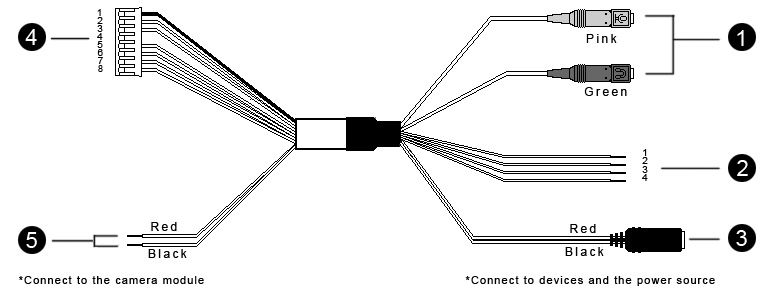 1
2
3
4
5
6
7
8
4
Pink
1
Green
1
2
3
4
2
5
Red
Black
Red
Black
3
*Connect to the camera module
*Connect to devices and the power source